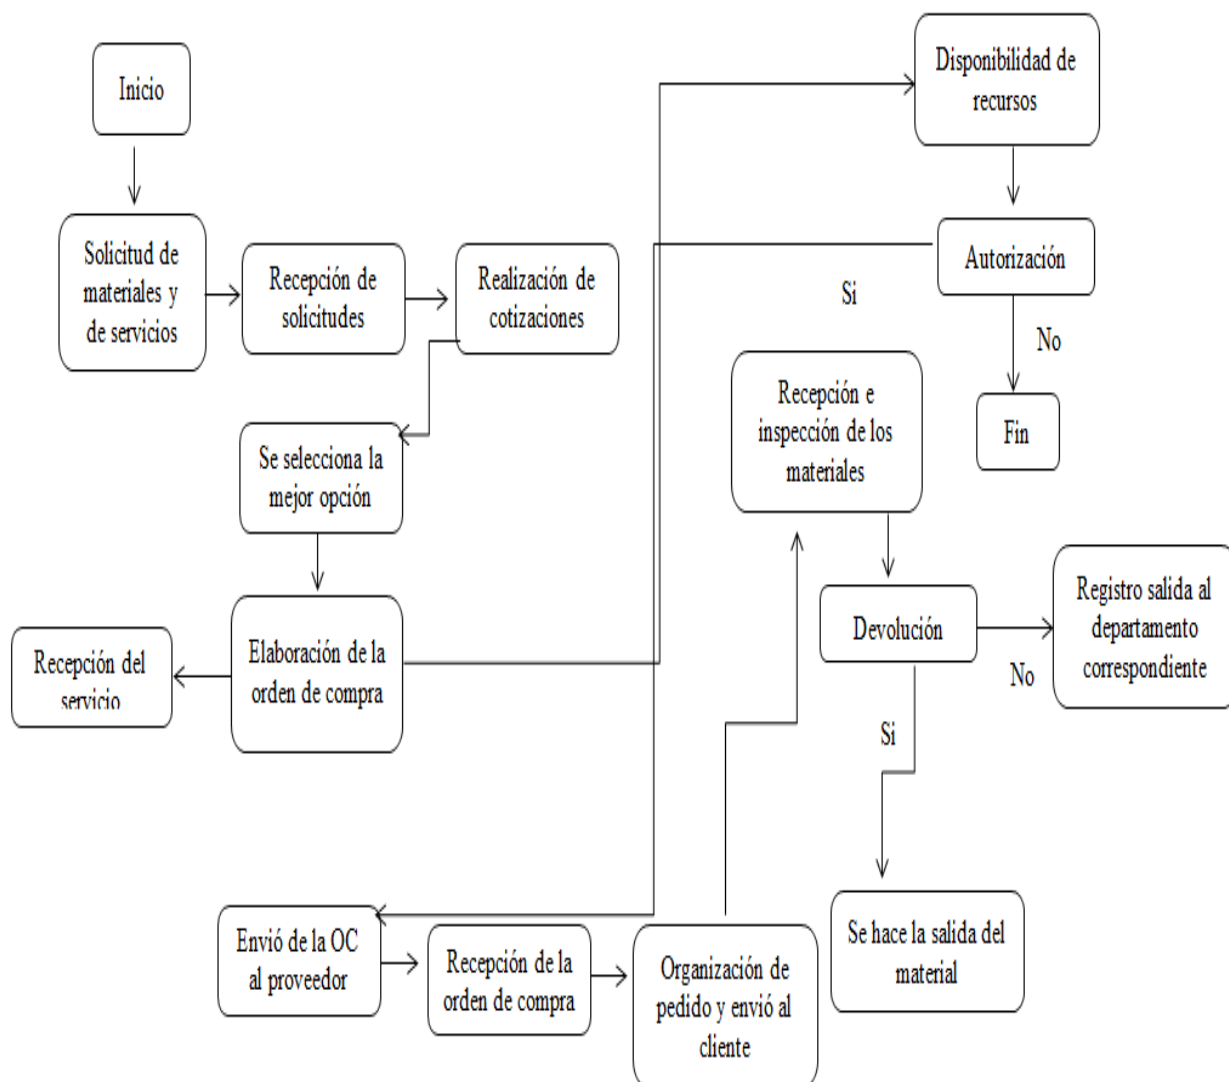 Inicio
Solicitud de
materiales y
de servicios
Recepción de
solicitudes
Realización de
cotizaciones
Se selecciona la
mejor opción
Elaboración de la
orden de compra
Recepción del
servicio
Disponibilidad de
recursos
Autorización
Si
No
Fin
Envió de la OC
al proveedor
Recepción de la
orden de compra
Organización de
pedido y envió al
cliente
Recepción e
inspección de los
materiales
Devolución
No
Registro salida al
departamento
correspondiente
Si
Se hace la salida del
material